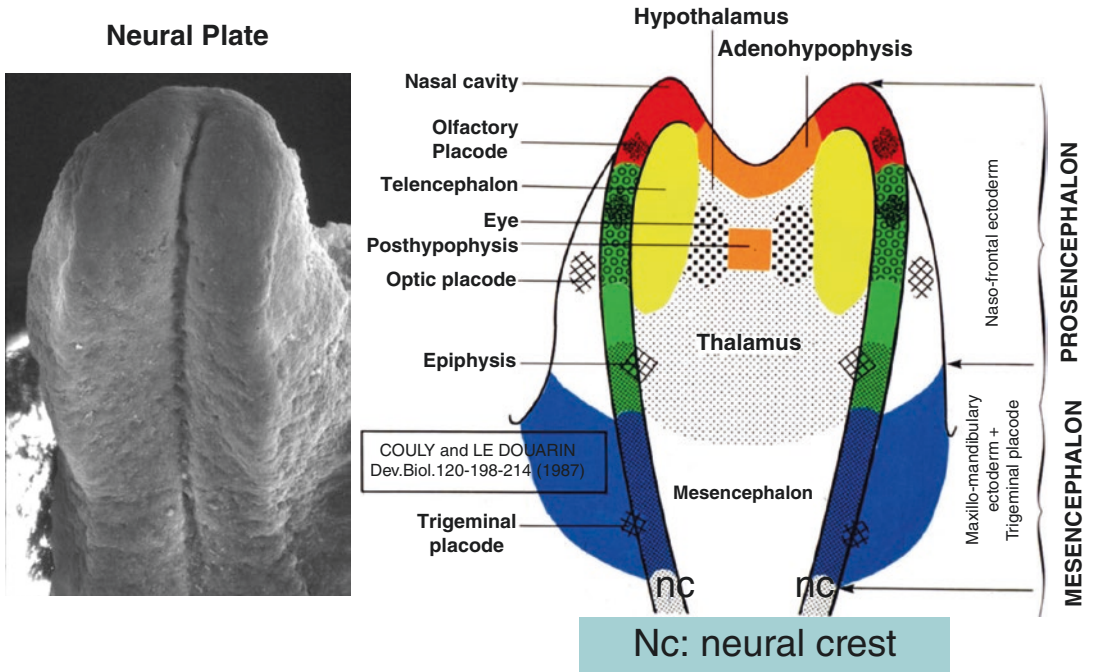 Neural Plate
Hypothalamus
Adenohypophysis
Nasal cavity
Olfactory
Placode
Telencephalon
Eye
Posthypophysis
Optic placode
Thalamus
Epiphysis
COULY and LE DOUARIN
Dev.Biol.120-198-214 (1987)
Mesencephalon
Trigeminal
placode
nc
nc
Nc: neural crest
Naso-frontal ectoderm
Maxillo-mandibulary
ectoderm +
Trigeminal placode
PROSENCEPHALON
MESENCEPHALON